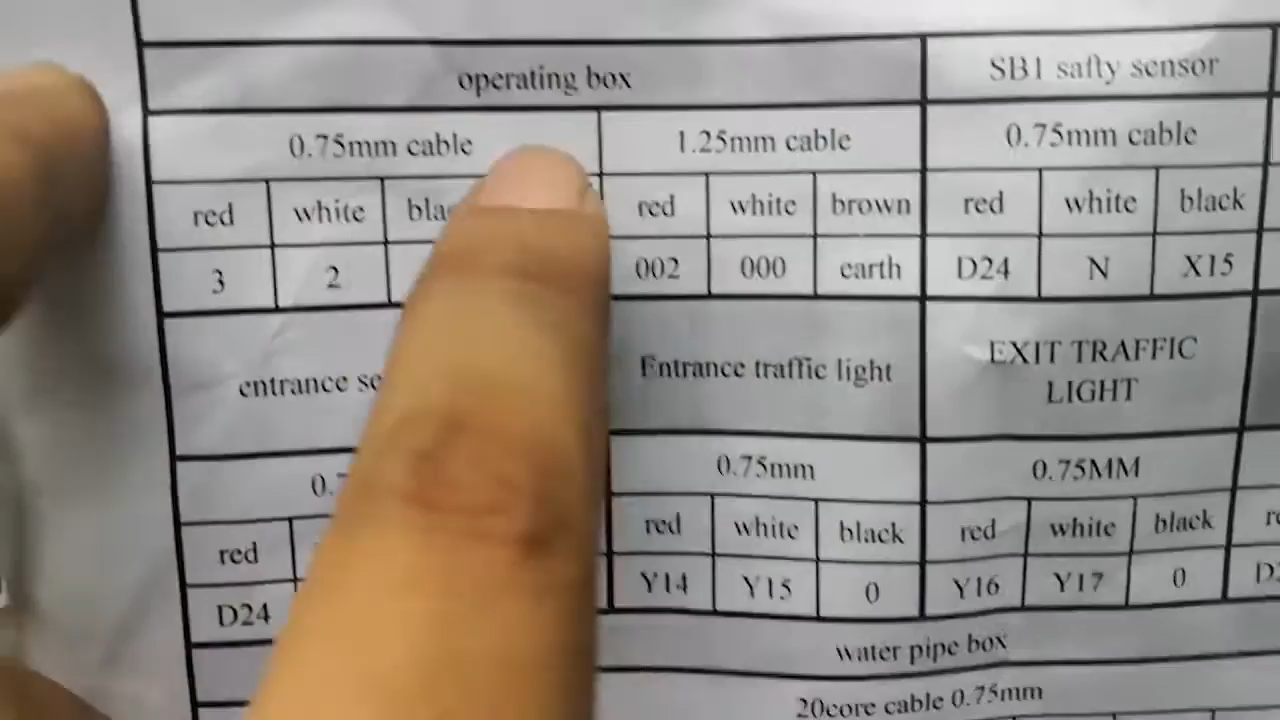 operating box SB1 safty sensor
0.75mm cable 1.25mm cable 0.75mm cable
red white red white brown red white black
3 2 002 000 earth D24 N X15
entrance Entrance traffic light EXIT TRAFFIC
LIGHT
0.75mm 0.75MM
red red white black red white black
D24 Y14 Y15 0 Y16 Y17 0
water pipe box
20core cable 0.75mm